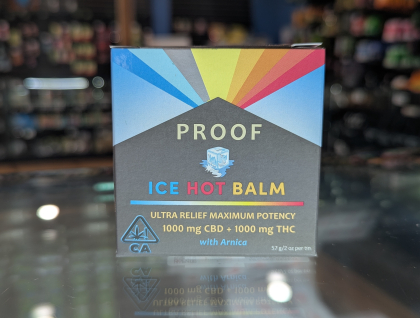 PROOF
ICE HOT BALM
ULTRA RELIEF MAXIMUM POTENCY
1000 mg CBD + 1000 mg THC
with Arnica
CA
57 g/2 oz per tin